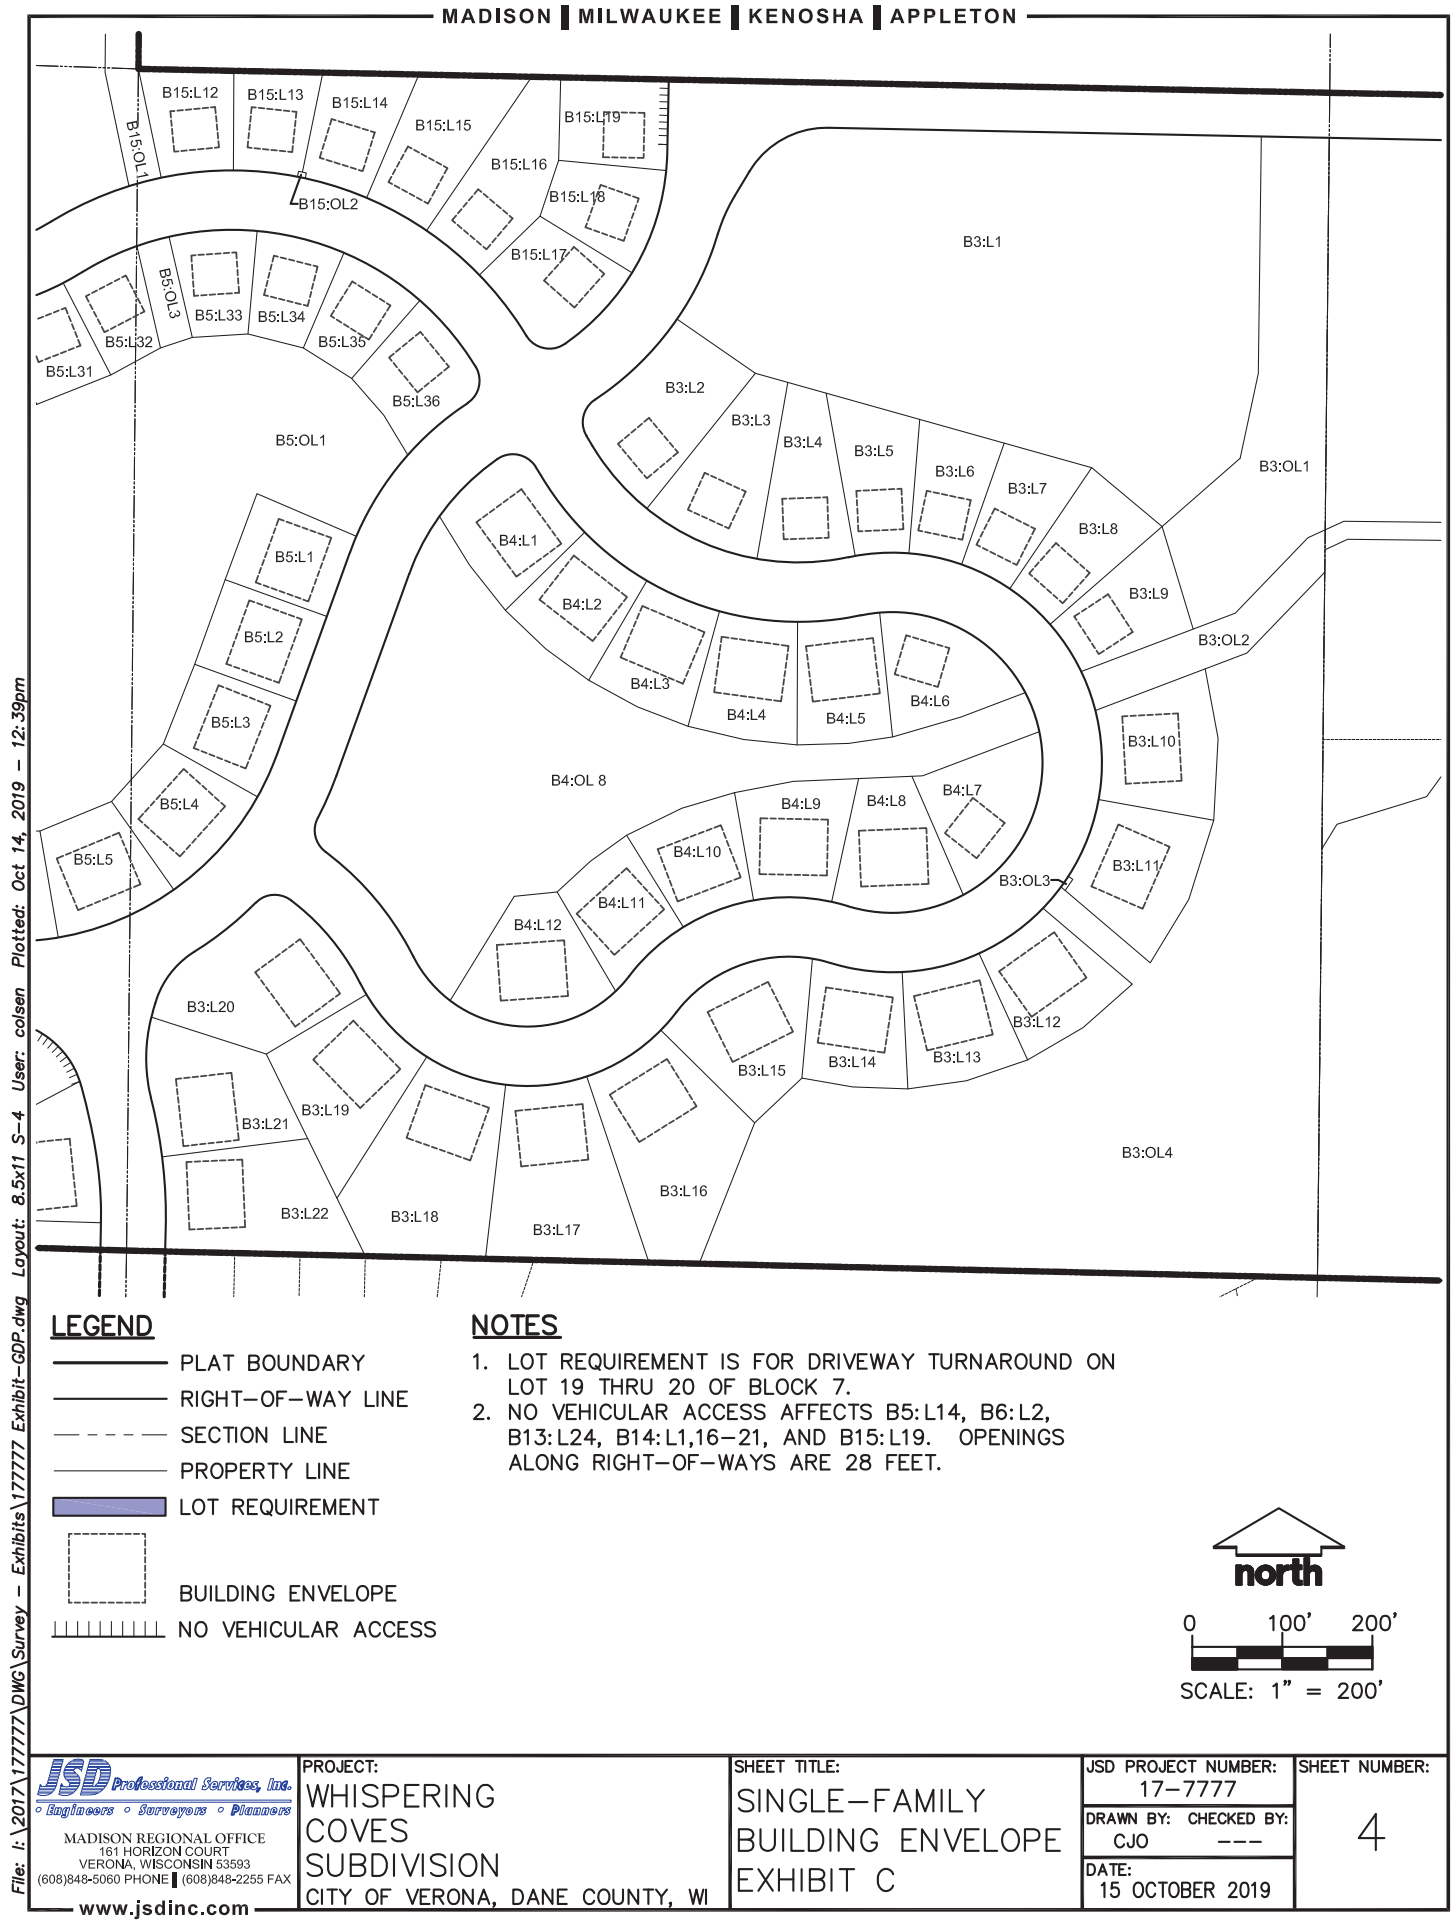 MADISON MILWAUKEE KENOSHA APPLETON
B15:L12
B15:L13
B15:L14
B15:L15
B15:L16
B15:L19
B15:OL1
B15:L18
B15:OL2
B15:L17
B3:L1
B5:OL3
B5:L33
B5:L34
B5:L35
B5:L32
B5:L31
B5:L36
B5:OL1
B3:L2
B3:L3
B3:L4
B3:L5
B3:L6
B3:L7
B3:L8
B3:L9
B3:OL1
B3:OL2
B5:L1
B5:L2
B5:L3
B5:L4
B5:L5
B4:L1
B4:L2
B4:L3
B4:L4
B4:L5
B4:L6
B4:OL 8
B4:L7
B4:L8
B4:L9
B4:L10
B4:L11
B4:L12
B3:L10
B3:L11
B3:OL3
B3:L12
B3:L13
B3:L14
B3:L15
B3:L16
B3:L17
B3:L18
B3:L19
B3:L20
B3:L21
B3:L22
B3:OL4
File: I:\2017\177777\DWG\Survey - Exhibits\177777 Exhibit-GDP.dwg Layout: 8.5x11 S-4 User: colsen Plotted: Oct 14, 2019 - 12:39pm
LEGEND
PLAT BOUNDARY
RIGHT-OF-WAY LINE
SECTION LINE
PROPERTY LINE
LOT REQUIREMENT
BUILDING ENVELOPE
NO VEHICULAR ACCESS
NOTES
1. LOT REQUIREMENT IS FOR DRIVEWAY TURNAROUND ON
LOT 19 THRU 20 OF BLOCK 7.
2. NO VEHICULAR ACCESS AFFECTS B5:L14, B6:L2,
B13:L24, B14:L1,16-21, AND B15:L19. OPENINGS
ALONG RIGHT-OF-WAYS ARE 28 FEET.
north
0 100' 200'
SCALE: 1" = 200'
JSD Professional Services, Inc.
• Engineers • Surveyors • Planners
MADISON REGIONAL OFFICE
161 HORIZON COURT
VERONA, WISCONSIN 53593
(608)848-5060 PHONE (608)848-2255 FAX
www.jsdinc.com
PROJECT:
WHISPERING
COVES
SUBDIVISION
CITY OF VERONA, DANE COUNTY, WI
SHEET TITLE:
SINGLE-FAMILY
BUILDING ENVELOPE
EXHIBIT C
JSD PROJECT NUMBER:
17-7777
DRAWN BY: CHECKED BY:
CJO ---
DATE:
15 OCTOBER 2019
SHEET NUMBER:
4